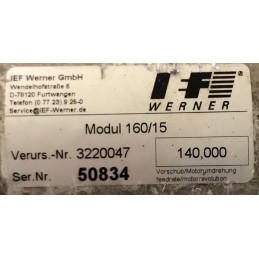 IEF Werner GmbH
Wendelhofstraße 6
D-78120 Furtwangen
Telefon (0 77 23) 9 25-0
Service@IEF-Werner.de
IEF
WERNER
Modul 160/15
Verurs.-Nr. 3220047
140,000
Ser.Nr. 50834
Vorschub/Motorumdrehung
feedrate/motorrevolution